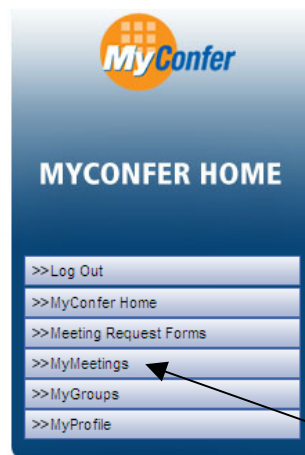 MyConfer
MYCONFER HOME
>>Log Out
>>MyConfer Home
>>Meeting Request Forms
>>MyMeetings
>>MyGroups
>>MyProfile